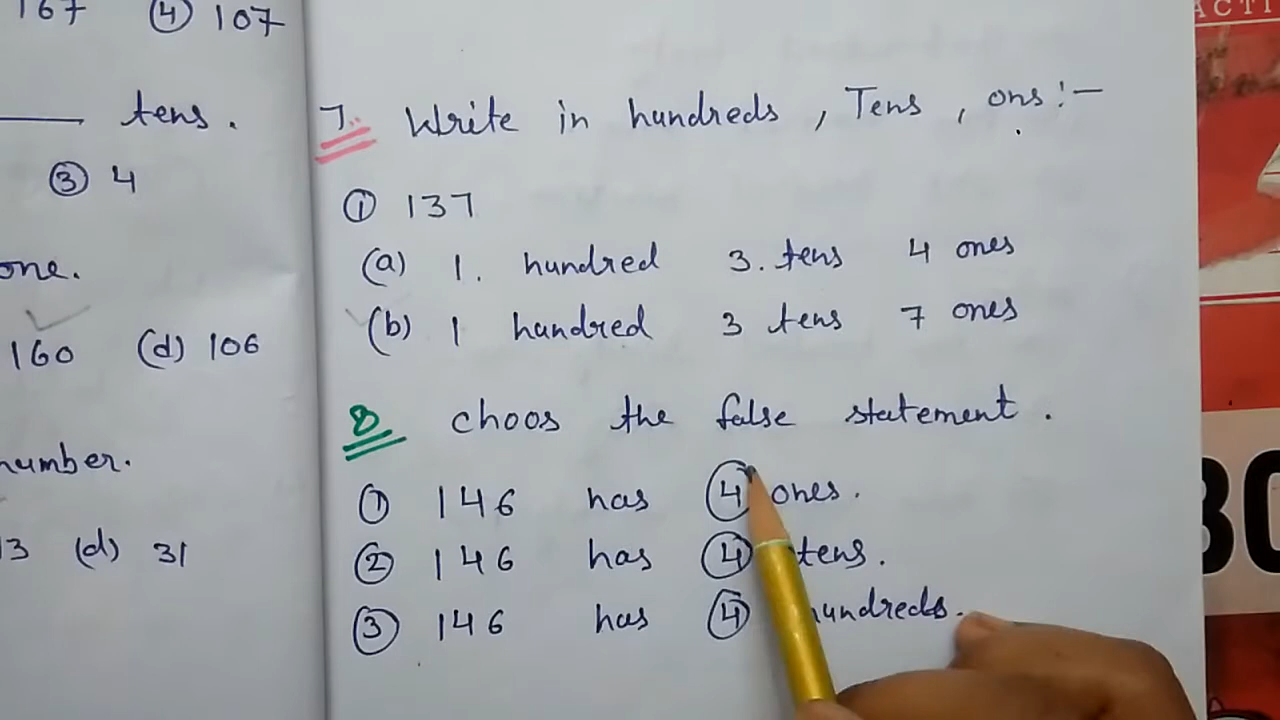 167 ④ 107
tens.
③ 4
one.
160 (d) 106
number.
13 (d) 31
7. Write in hundreds, Tens, ons:-
① 137
(a) 1. hundred 3. tens 4 ones
(b) 1 hundred 3 tens 7 ones
8 choos the false statement.
① 146 has ④ ones.
② 146 has ④ tens.
③ 146 has ④ hundreds.
ACTI
30